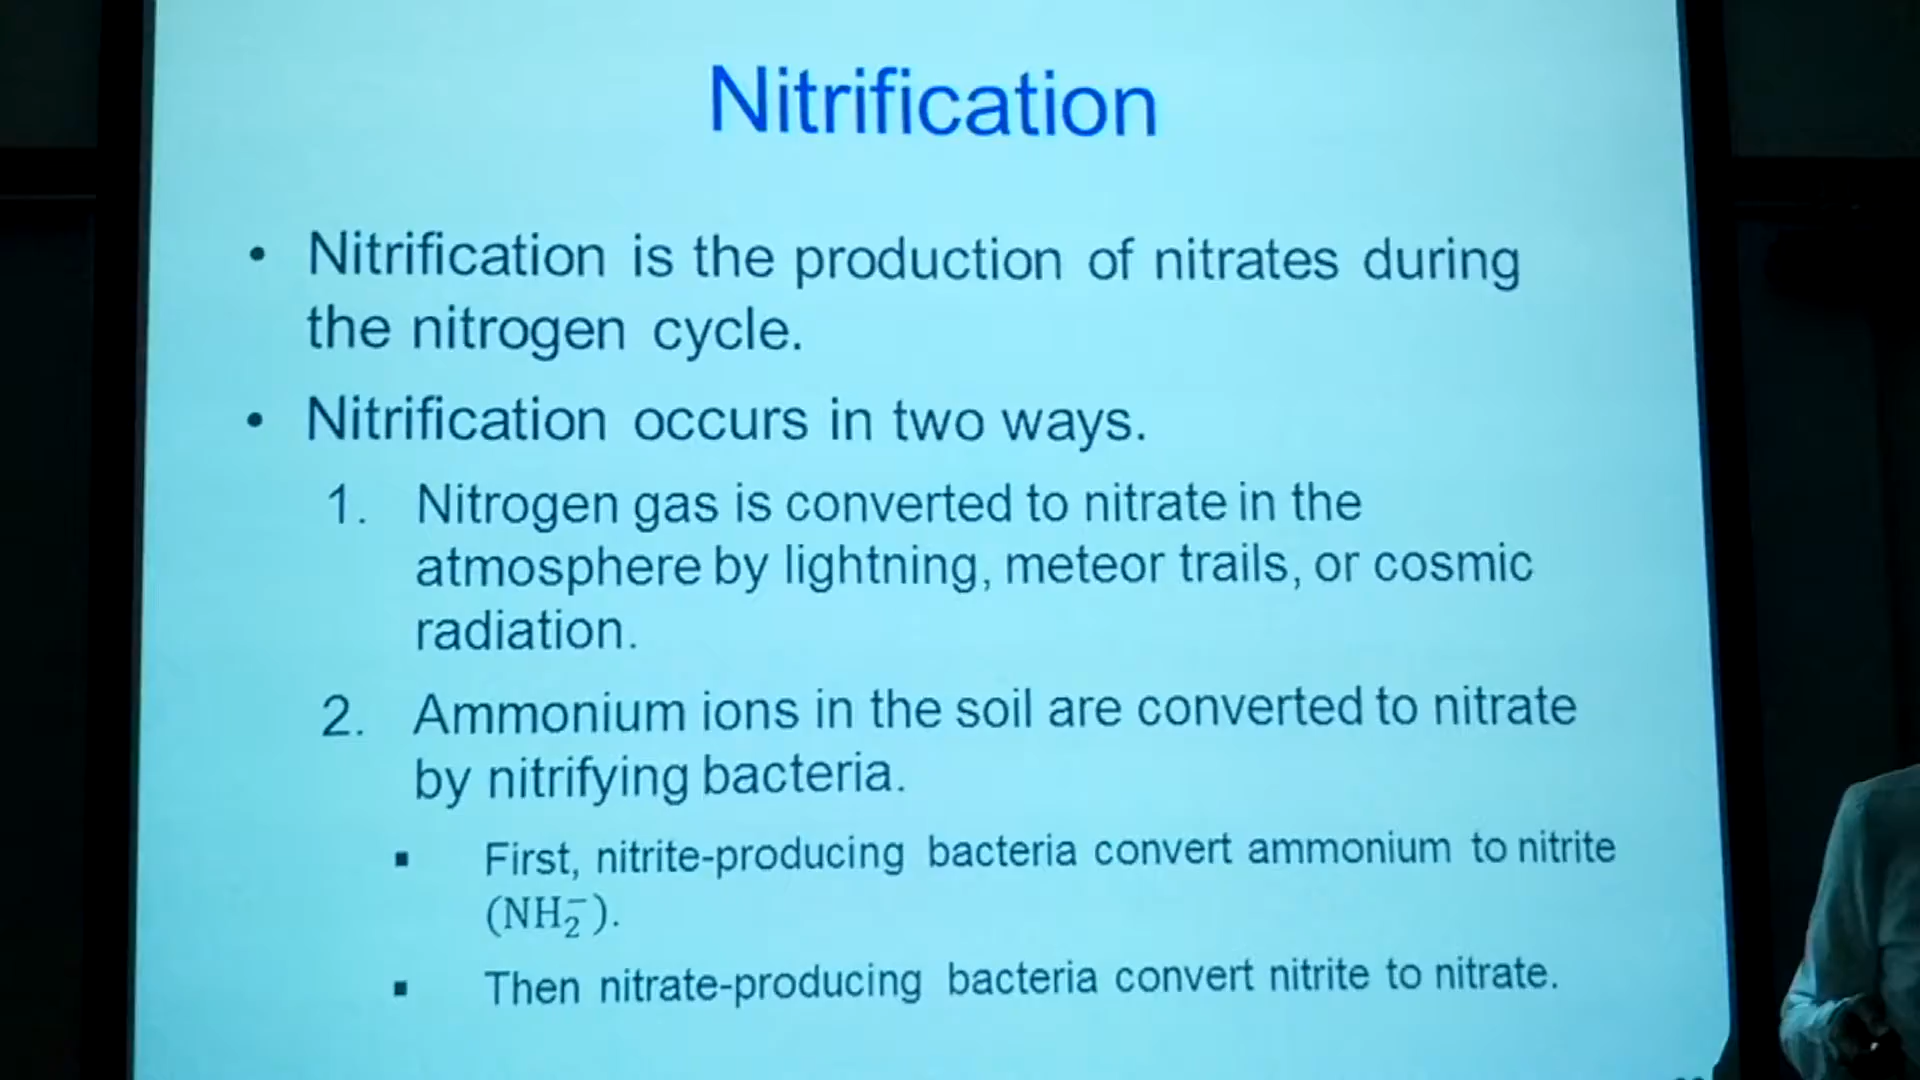 Nitrification
• Nitrification is the production of nitrates during
the nitrogen cycle.
• Nitrification occurs in two ways.
1. Nitrogen gas is converted to nitrate in the
atmosphere by lightning, meteor trails, or cosmic
radiation.
2. Ammonium ions in the soil are converted to nitrate
by nitrifying bacteria.
▪ First, nitrite-producing bacteria convert ammonium to nitrite
(NH₂⁻).
▪ Then nitrate-producing bacteria convert nitrite to nitrate.